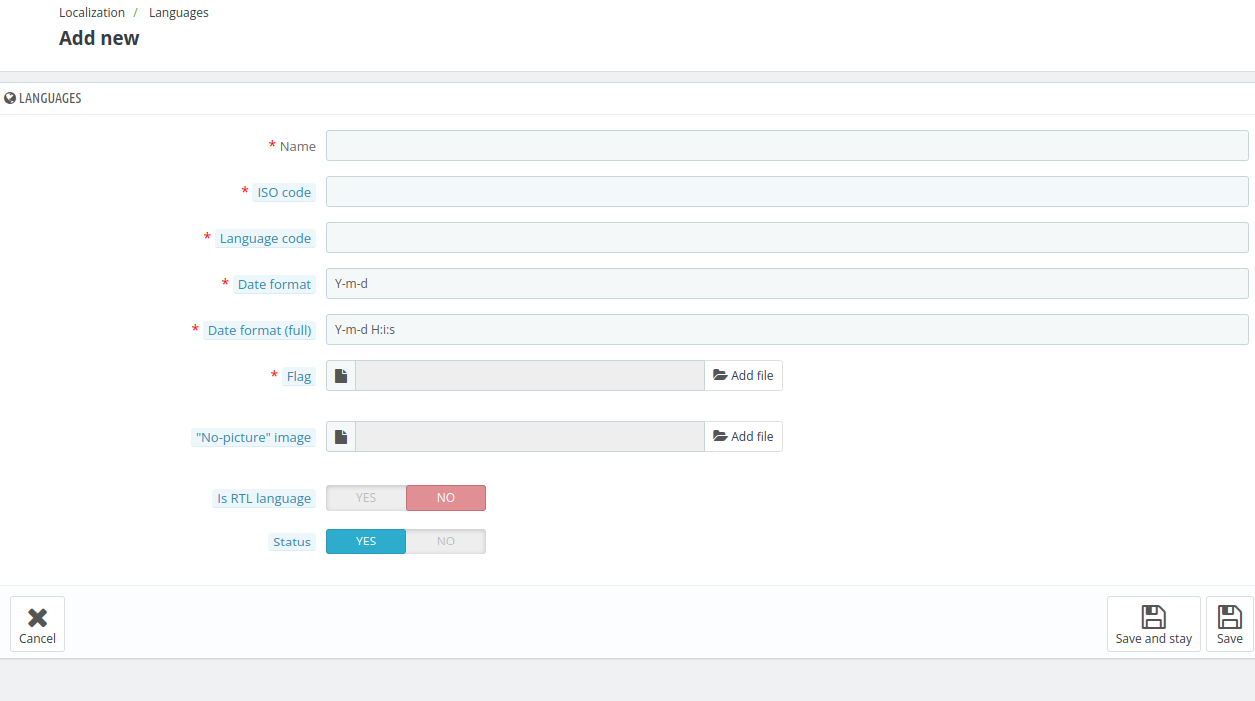 Localization / Languages
Add new
LANGUAGES
* Name
* ISO code
* Language code
* Date format Y-m-d
* Date format (full) Y-m-d H:i:s
* Flag Add file
"No-picture" image Add file
Is RTL language YES NO
Status YES NO
Cancel Save and stay Save